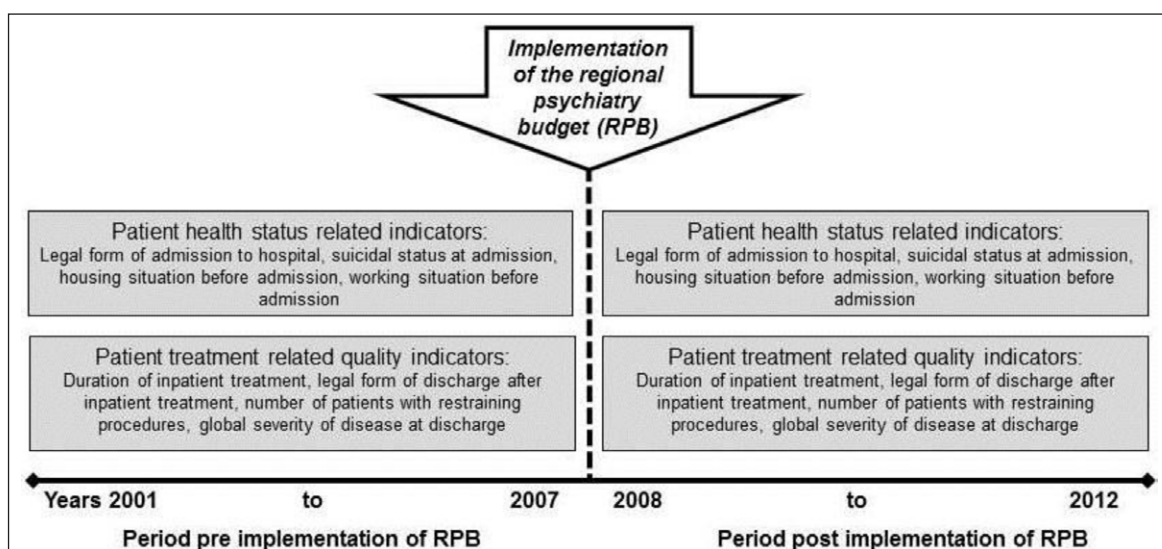 Implementation
of the regional
psychiatry
budget (RPB)
Patient health status related indicators:
Legal form of admission to hospital, suicidal status at admission,
housing situation before admission, working situation before
admission
Patient health status related indicators:
Legal form of admission to hospital, suicidal status at admission,
housing situation before admission, working situation before
admission
Patient treatment related quality indicators:
Duration of inpatient treatment, legal form of discharge after
inpatient treatment, number of patients with restraining
procedures, global severity of disease at discharge
Patient treatment related quality indicators:
Duration of inpatient treatment, legal form of discharge after
inpatient treatment, number of patients with restraining
procedures, global severity of disease at discharge
Years 2001 to 2007 2008 to 2012
Period pre implementation of RPB Period post implementation of RPB